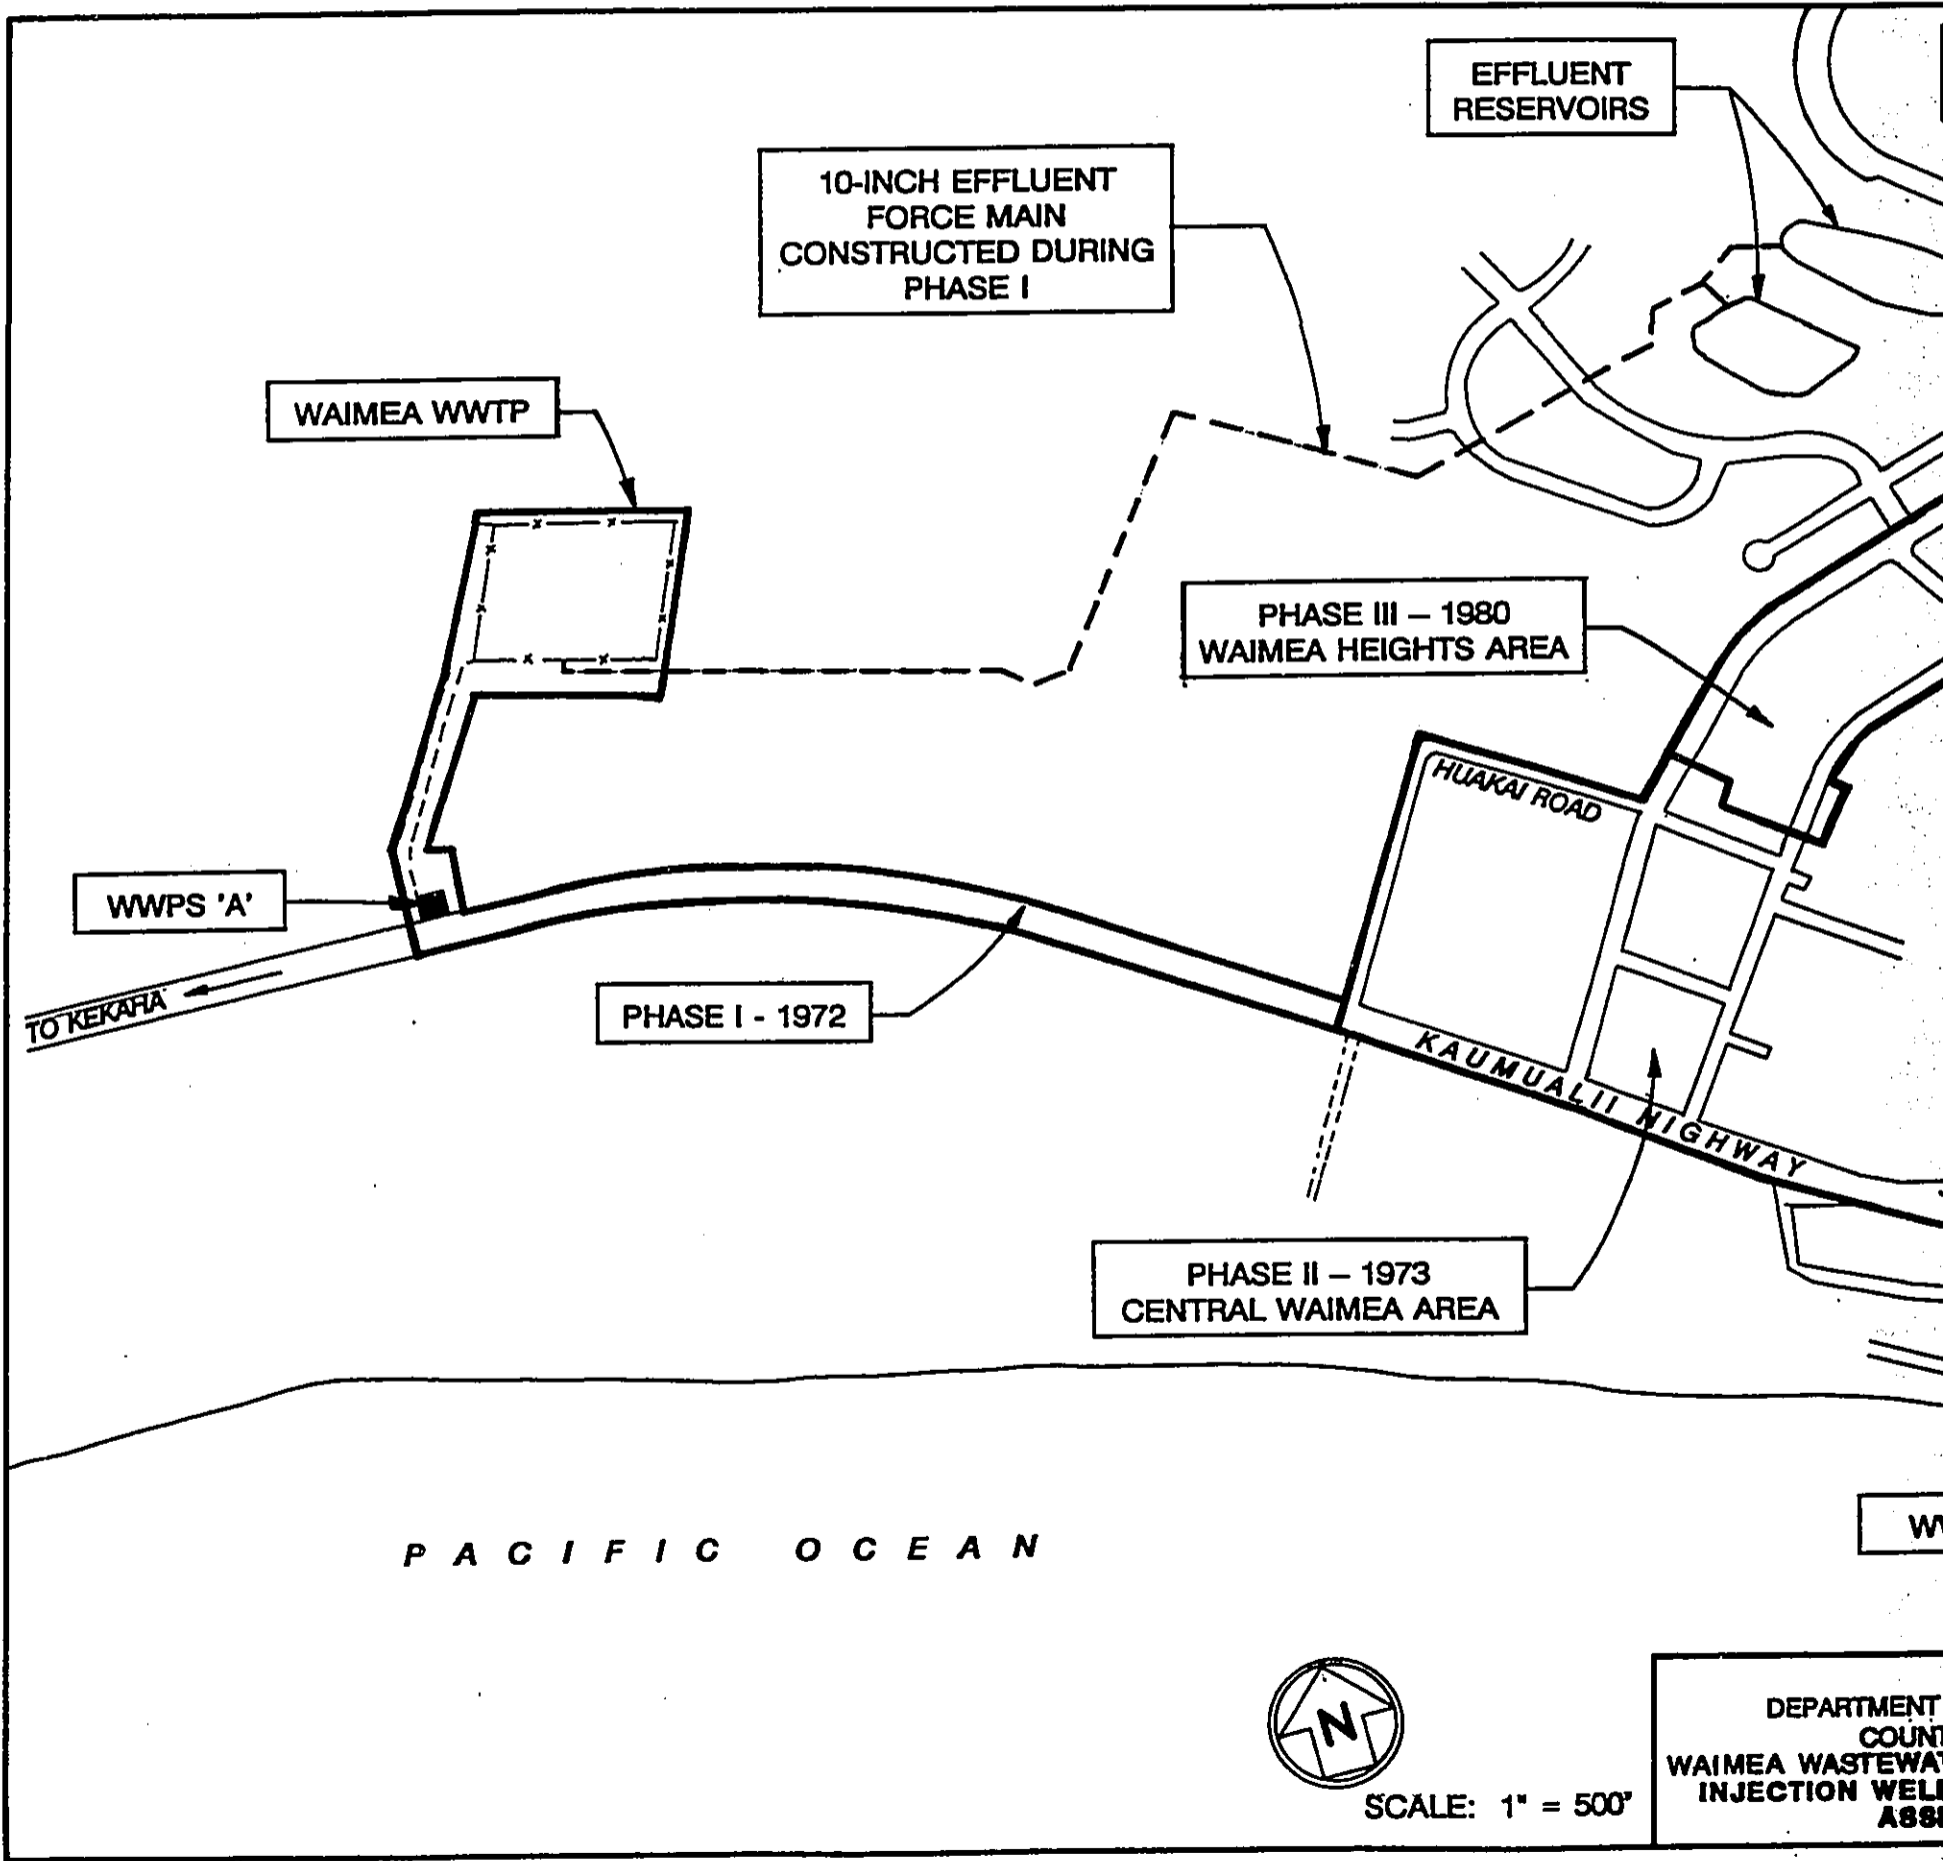 EFFLUENT
RESERVOIRS
10-INCH EFFLUENT
FORCE MAIN
CONSTRUCTED DURING
PHASE I
WAIMEA WWTP
PHASE III – 1980
WAIMEA HEIGHTS AREA
HUAKAI ROAD
WWPS 'A'
TO KEKAHA
PHASE I - 1972
KAUMUALII HIGHWAY
PHASE II – 1973
CENTRAL WAIMEA AREA
PACIFIC OCEAN
N
SCALE: 1" = 500'
DEPARTMENT
WAIMEA
INJECTION